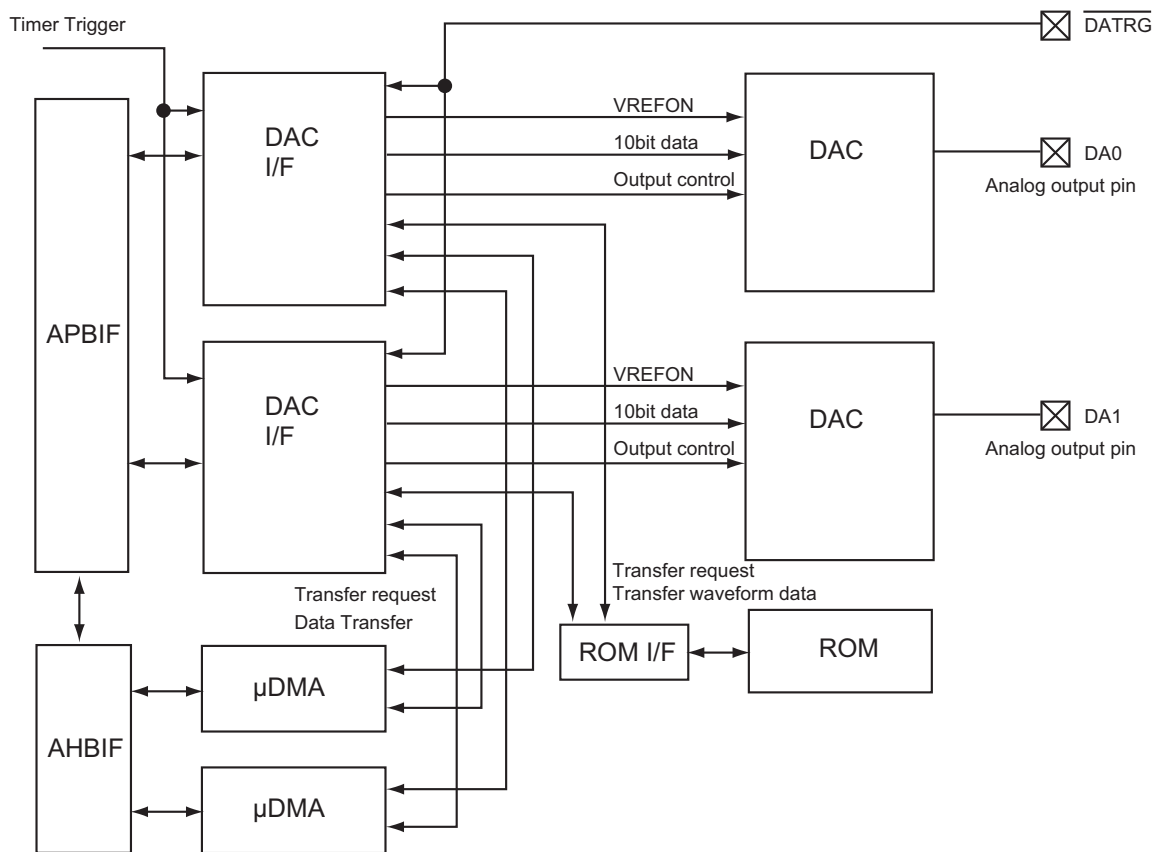 Timer Trigger
DATRG
APBIF
DAC
I/F
VREFON
10bit data
Output control
DAC
DA0
Analog output pin
DAC
I/F
VREFON
10bit data
Output control
DAC
DA1
Analog output pin
Transfer request
Data Transfer
Transfer request
Transfer waveform data
ROM I/F
ROM
AHBIF
µDMA
µDMA